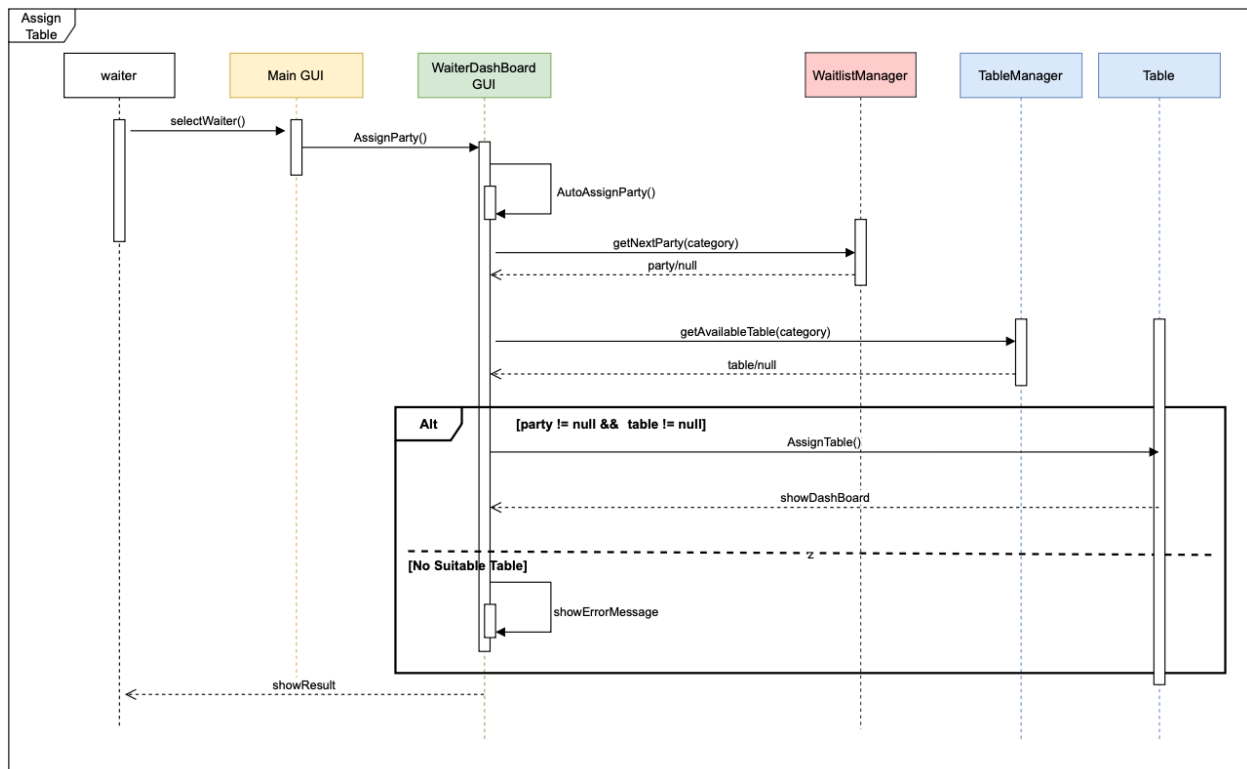 Assign
Table
waiter
Main GUI
WaiterDashBoard
GUI
WaitlistManager
TableManager
Table
selectWaiter()
AssignParty()
AutoAssignParty()
getNextParty(category)
party/null
getAvailableTable(category)
table/null
Alt
[party != null && table != null]
AssignTable()
showDashBoard
z
[No Suitable Table]
showErrorMessage
showResult